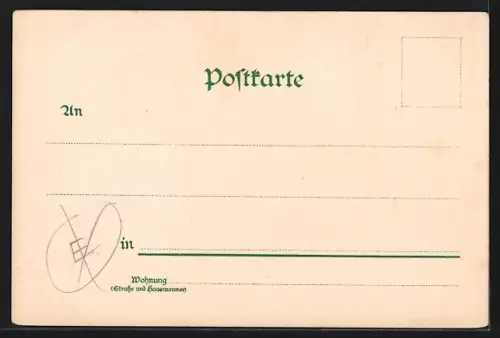 Postkarte
An
in
Wohnung
(Straße und Hausnummer)